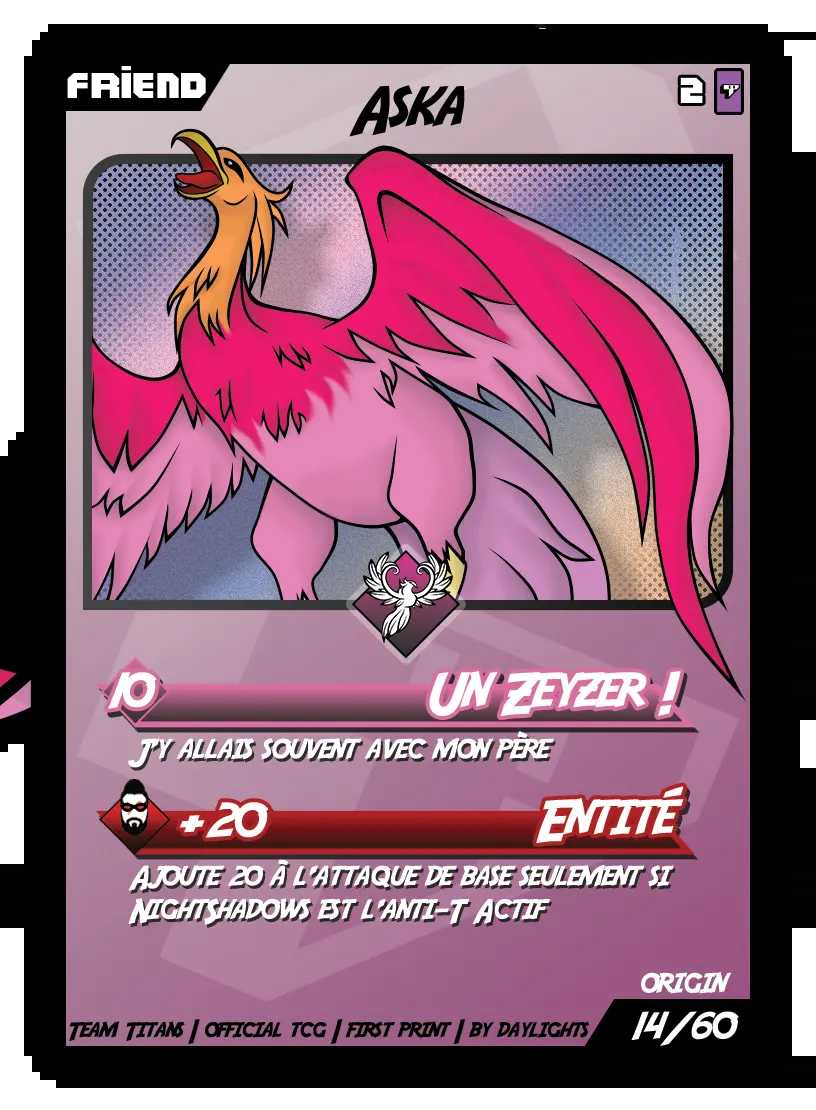 FRiEND
ASKA
2
10
UN ZEYZER !
J'Y ALLAIS SOUVENT AVEC MON PÈRE
+20
ENTITÉ
AJOUTE 20 À L'ATTAQUE DE BASE SEULEMENT SI
NIGHTSHADOWS EST L'ANTI-T ACTIF
ORIGIN
14/60
TEAM TITANS | OFFICIAL TCG | FIRST PRINT | BY DAYLIGHTS